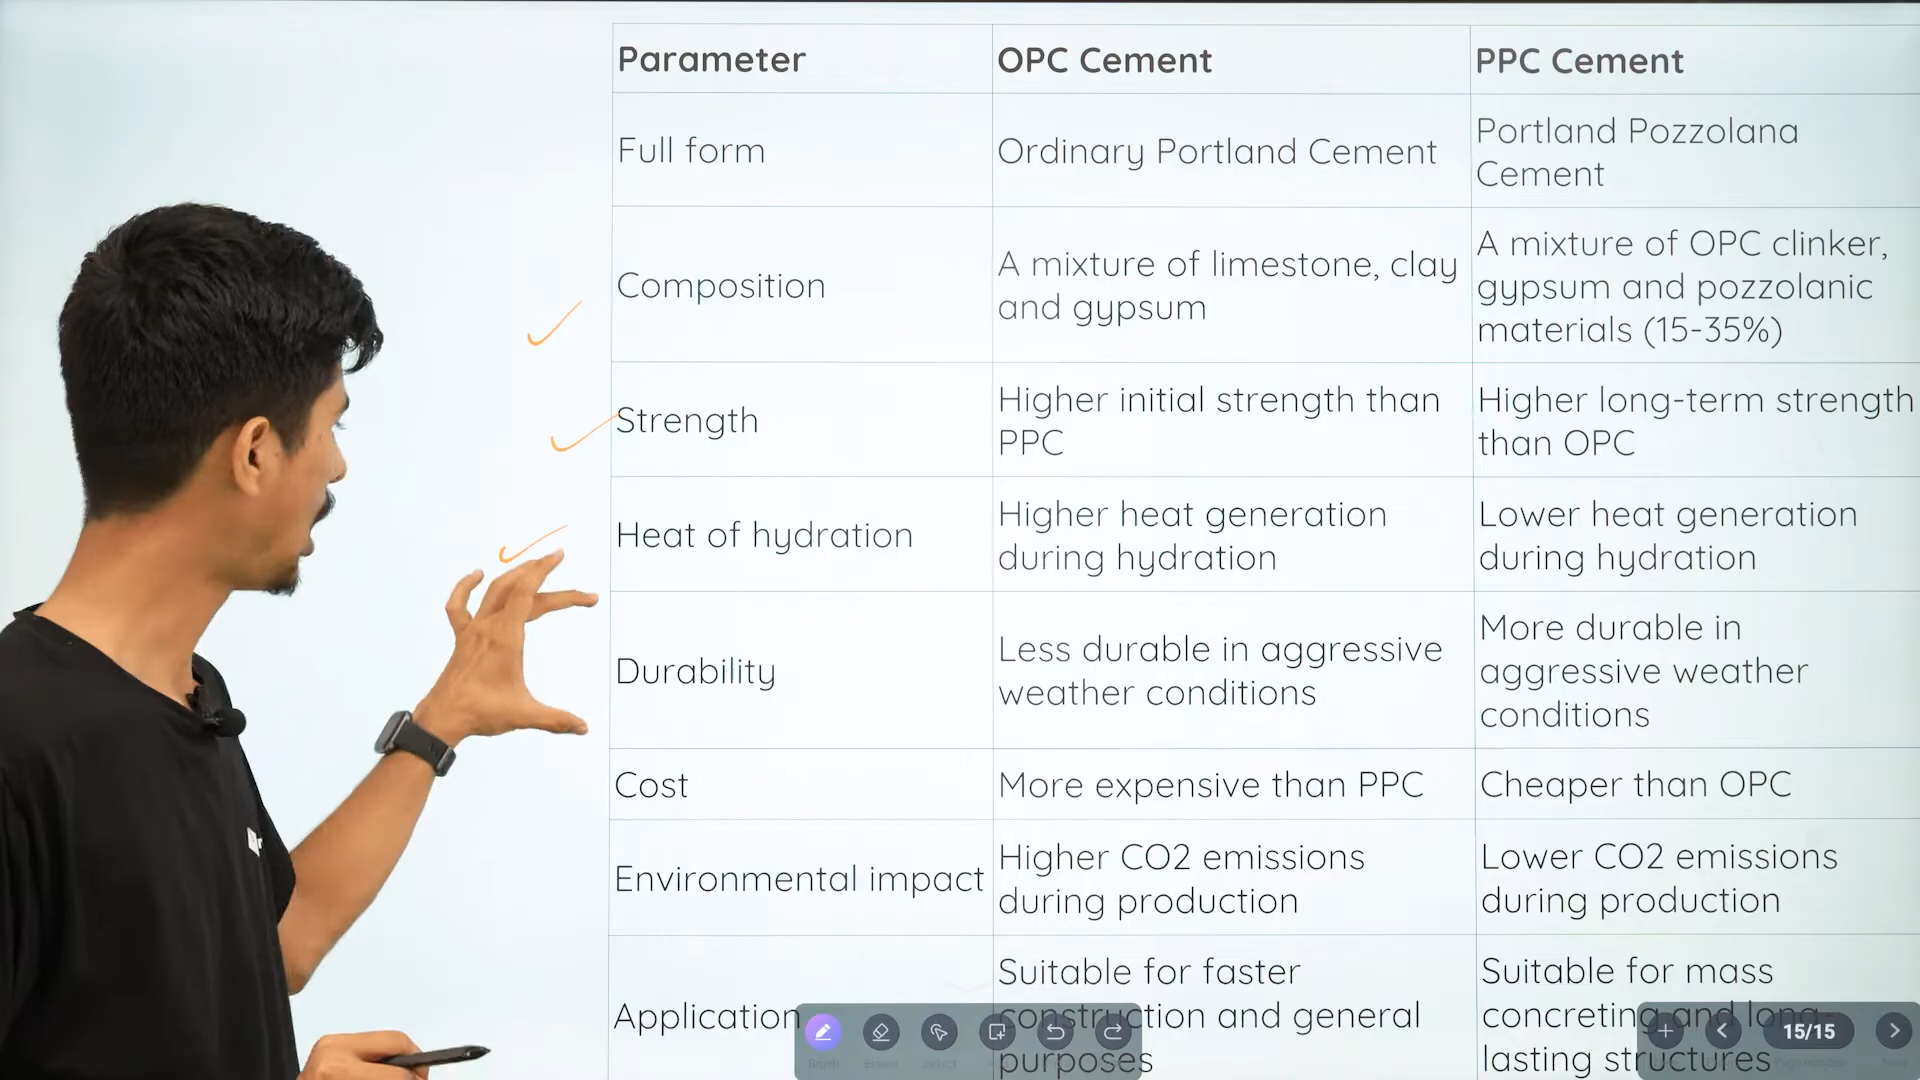 Parameter
OPC Cement
PPC Cement
Full form
Ordinary Portland Cement
Portland Pozzolana
Cement
Composition
A mixture of limestone, clay
and gypsum
A mixture of OPC clinker,
gypsum and pozzolanic
materials (15-35%)
Strength
Higher initial strength than
PPC
Higher long-term strength
than OPC
Heat of hydration
Higher heat generation
during hydration
Lower heat generation
during hydration
Durability
Less durable in aggressive
weather conditions
More durable in
aggressive weather
conditions
Cost
More expensive than PPC
Cheaper than OPC
Environmental impact
Higher CO2 emissions
during production
Lower CO2 emissions
during production
Application
Suitable for faster
construction and general
purposes
Suitable for mass
concreting and long-
lasting structures
Brush
Eraser
Select
15/15